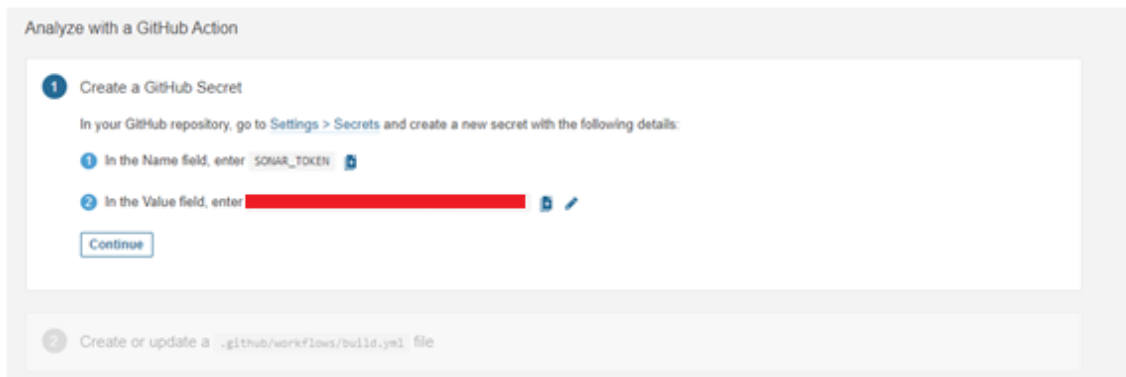 Analyze with a GitHub Action
1 Create a GitHub Secret
In your GitHub repository, go to Settings > Secrets and create a new secret with the following details:
1 In the Name field, enter SONAR_TOKEN
2 In the Value field, enter
Continue
2 Create or update a .github/workflows/build.yml file